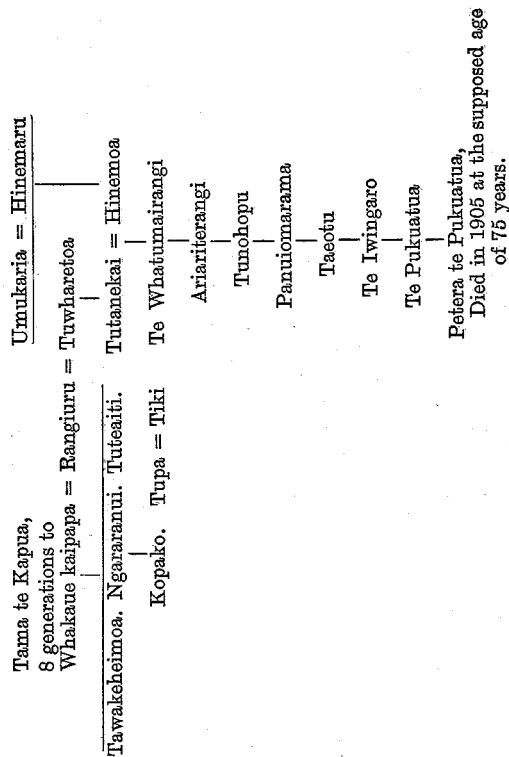 Tama te Kapua,
8 generations to
Umukaria = Hinemaru
Whakaue kaipapa = Rangiuru = Tuwharetoa
Tawakeheimoa. Ngararanui. Tuteaiti.
Tutanekai = Hinemoa
Kopako. Tupa = Tiki
Te Whatumairangi
Ariariterangi
Tunohopu
Panuiomarama
Taeotu
Te Iwingaro
Te Pukuatua
Petera te Pukuatua,
Died in 1905 at the supposed age
of 75 years.